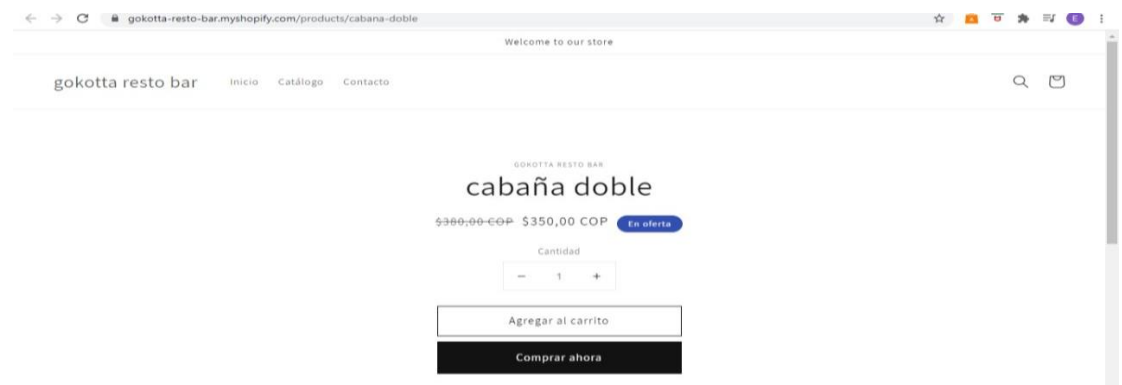 gokotta-resto-bar.myshopify.com/products/cabana-doble
E
Welcome to our store
gokotta resto bar Inicio Catálogo Contacto
GOKOTTA RESTO BAR
cabaña doble
$380,00 COP $350,00 COP En oferta
Cantidad
− 1 +
Agregar al carrito
Comprar ahora